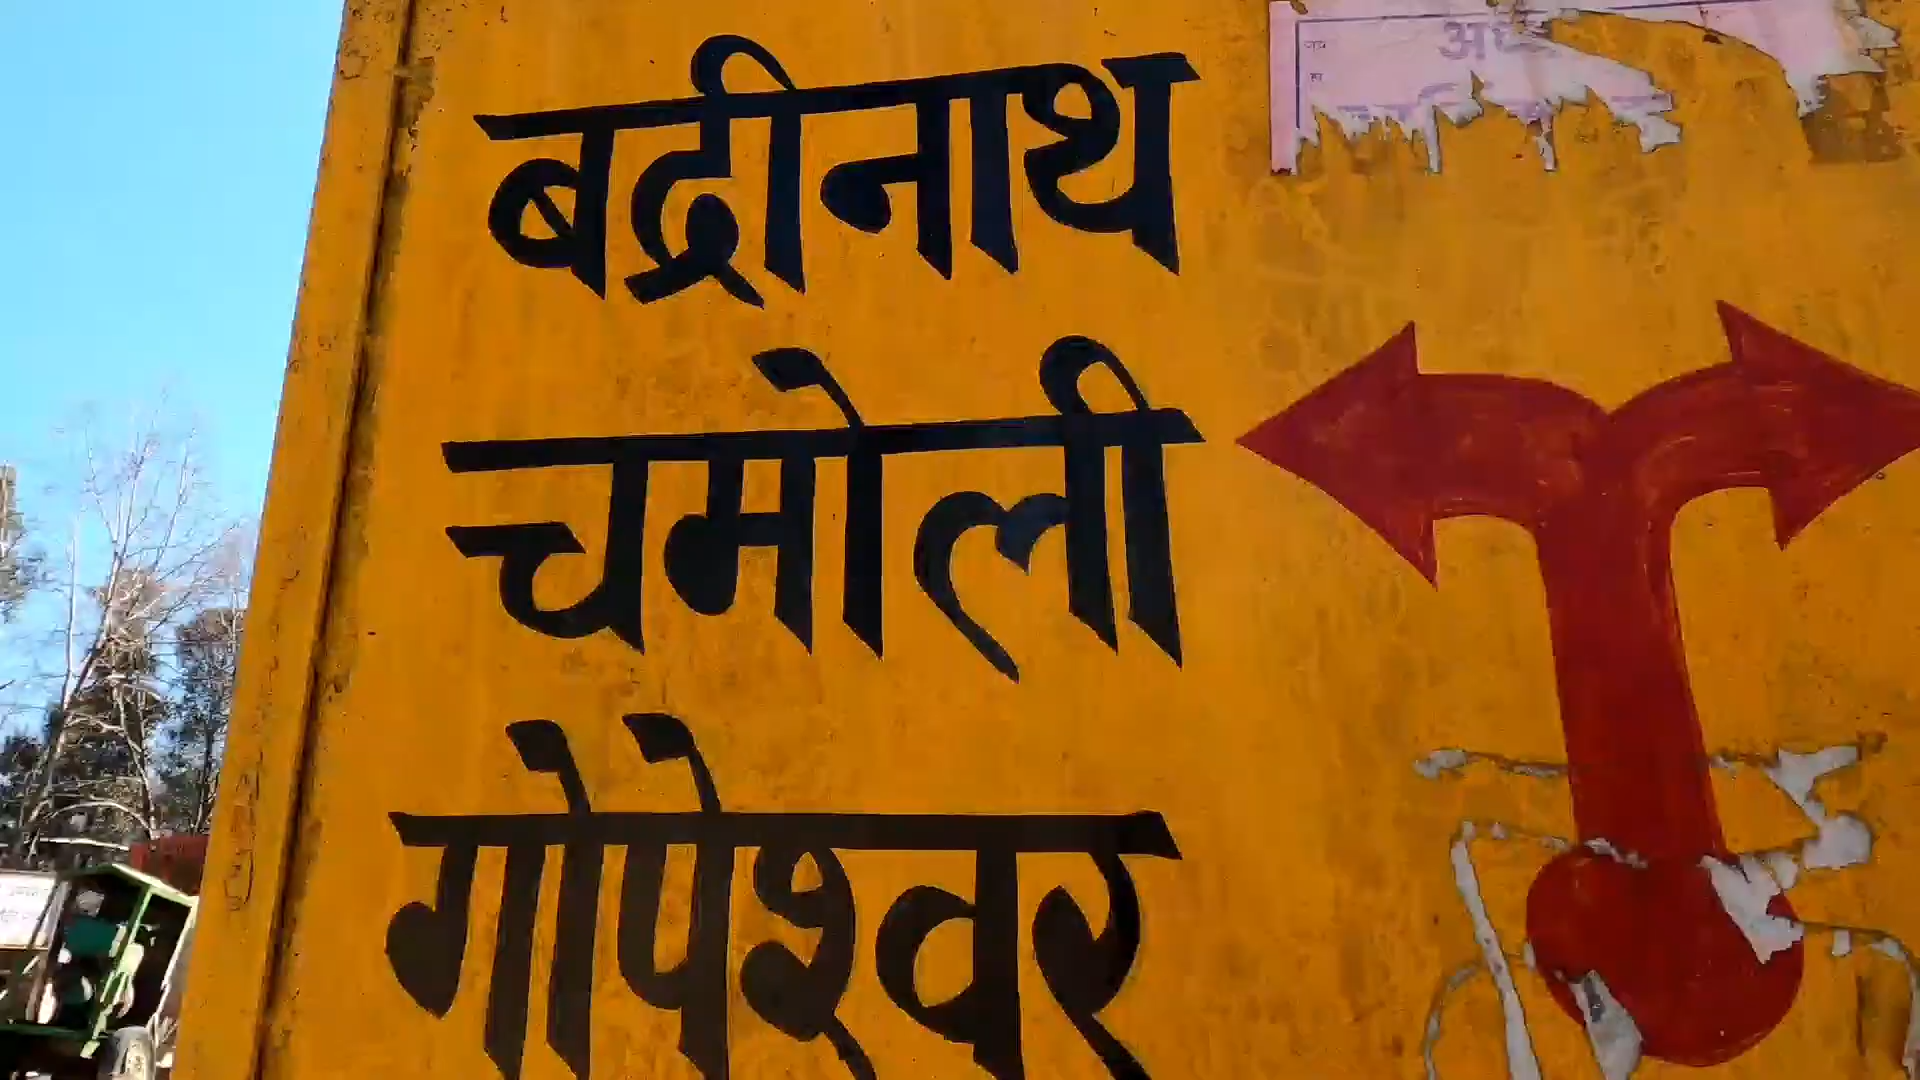 बद्रीनाथ
चमोली
गोपेश्वर